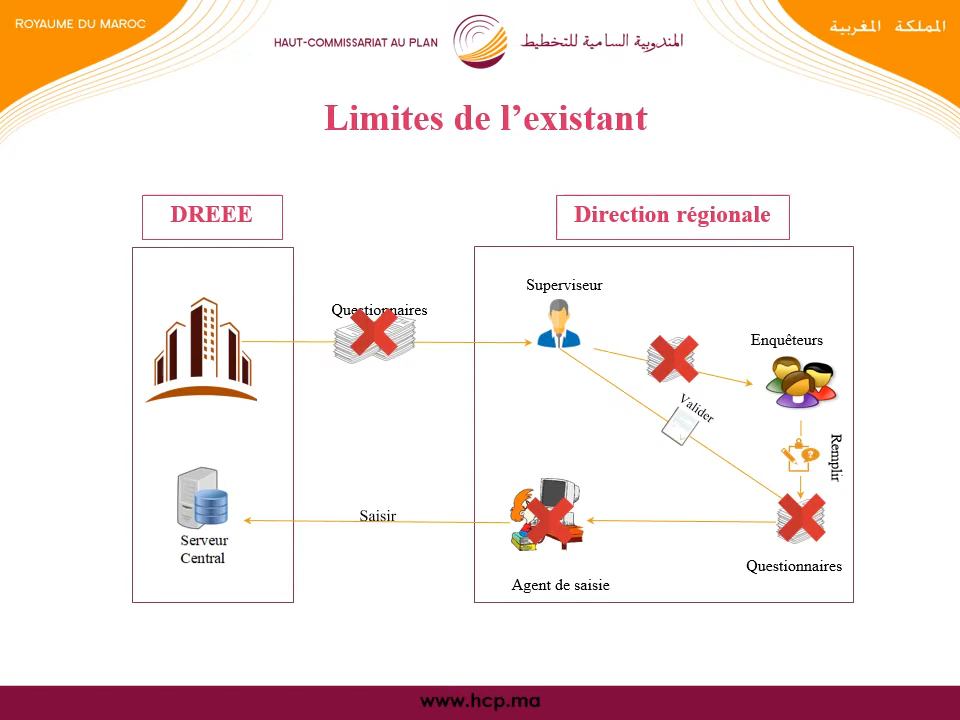 ROYAUME DU MAROC
المملكة المغربية
HAUT-COMMISSARIAT AU PLAN
المندوبية السامية للتخطيط
Limites de l’existant
DREEE
Direction régionale
Superviseur
Questionnaires
Enquêteurs
Valider
Remplir
Saisir
Serveur
Central
Questionnaires
Agent de saisie
www.hcp.ma